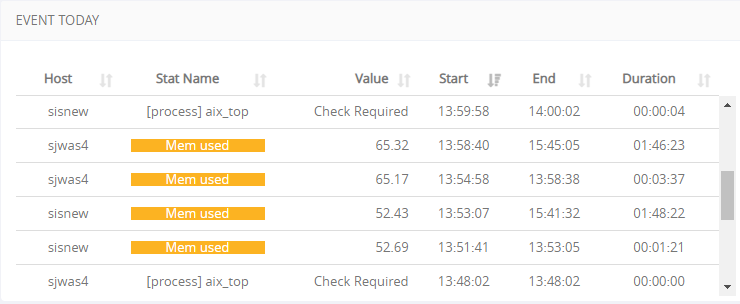 EVENT TODAY
Host Stat Name Value Start End Duration
sisnew [process] aix_top Check Required 13:59:58 14:00:02 00:00:04
sjwas4 Mem used 65.32 13:58:40 15:45:05 01:46:23
sjwas4 Mem used 65.17 13:54:58 13:58:38 00:03:37
sisnew Mem used 52.43 13:53:07 15:41:32 01:48:22
sisnew Mem used 52.69 13:51:41 13:53:05 00:01:21
sjwas4 [process] aix_top Check Required 13:48:02 13:48:02 00:00:00